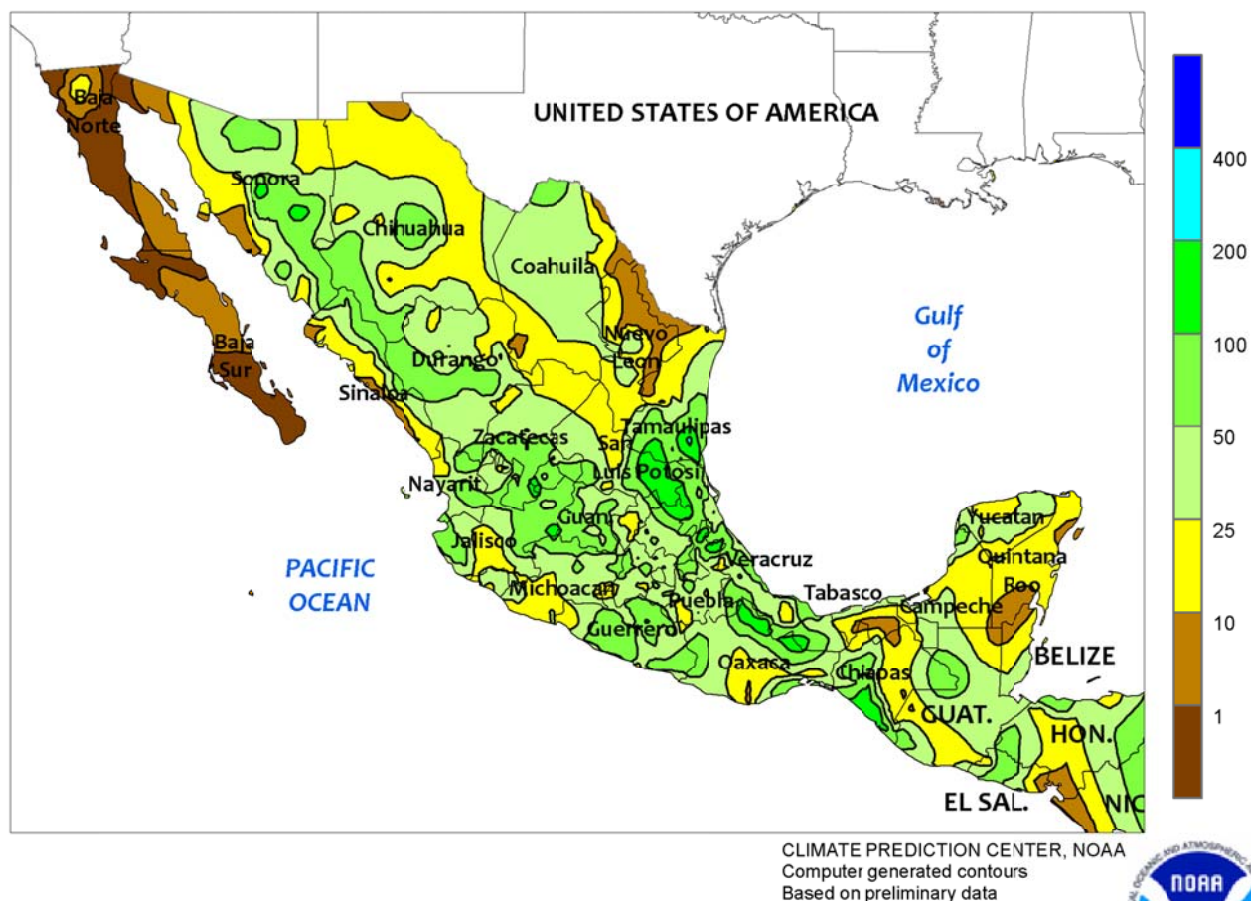 UNITED STATES OF AMERICA
Baja
Norte
Sonora
Chihuahua
Coahuila
Nuevo
Leon
Baja
Sur
Durango
Sinaloa
Zacatecas
San
Luis Potosi
Tamaulipas
Nayarit
Guan.
Jalisco
Michoacan
Veracruz
Puebla
Guerrero
Oaxaca
Tabasco
Chiapas
Campeche
Yucatan
Quintana
Roo
Gulf
of
Mexico
PACIFIC
OCEAN
BELIZE
GUAT.
HON.
EL SAL.
NIC
400
200
100
50
25
10
1
CLIMATE PREDICTION CENTER, NOAA
Computer generated contours
Based on preliminary data
NOAA